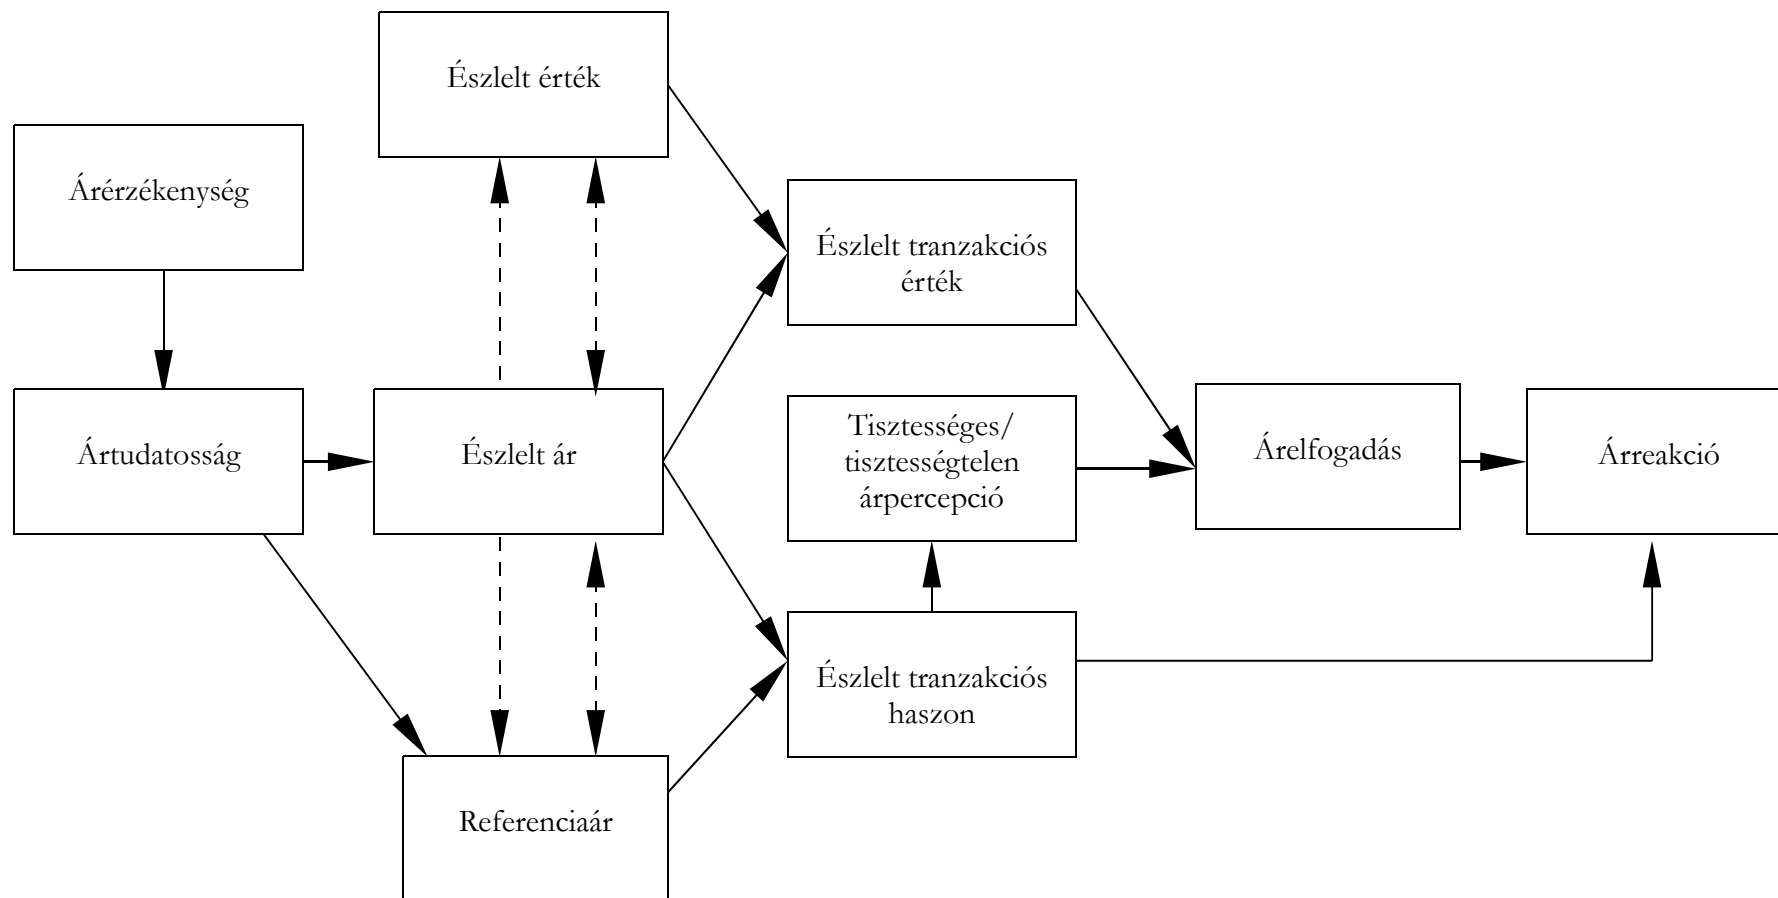 Észlelt érték
Árérzékenység
Észlelt tranzakciós
érték
Ártudatosság
Észlelt ár
Tisztességes/
tisztességtelen
árpercepció
Árelfogadás
Árreakció
Észlelt tranzakciós
haszon
Referenciaár